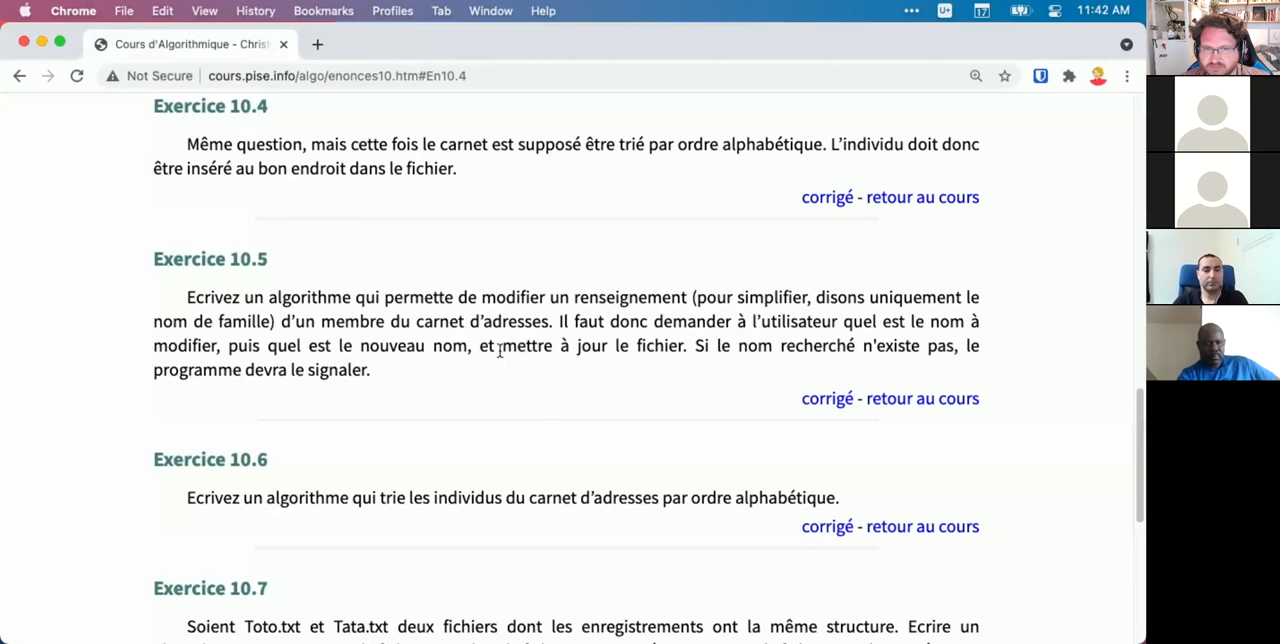 Chrome File Edit View History Bookmarks Profiles Tab Window Help ••• U+ 17 11:42 AM
Cours d'Algorithmique - Chris
Not Secure cours.pise.info/algo/enonces10.htm#En10.4
Exercice 10.4
Même question, mais cette fois le carnet est supposé être trié par ordre alphabétique. L’individu doit donc
être inséré au bon endroit dans le fichier.
corrigé - retour au cours
Exercice 10.5
Ecrivez un algorithme qui permette de modifier un renseignement (pour simplifier, disons uniquement le
nom de famille) d’un membre du carnet d’adresses. Il faut donc demander à l’utilisateur quel est le nom à
modifier, puis quel est le nouveau nom, et mettre à jour le fichier. Si le nom recherché n'existe pas, le
programme devra le signaler.
corrigé - retour au cours
Exercice 10.6
Ecrivez un algorithme qui trie les individus du carnet d’adresses par ordre alphabétique.
corrigé - retour au cours
Exercice 10.7
Soient Toto.txt et Tata.txt deux fichiers dont les enregistrements ont la même structure. Ecrire un